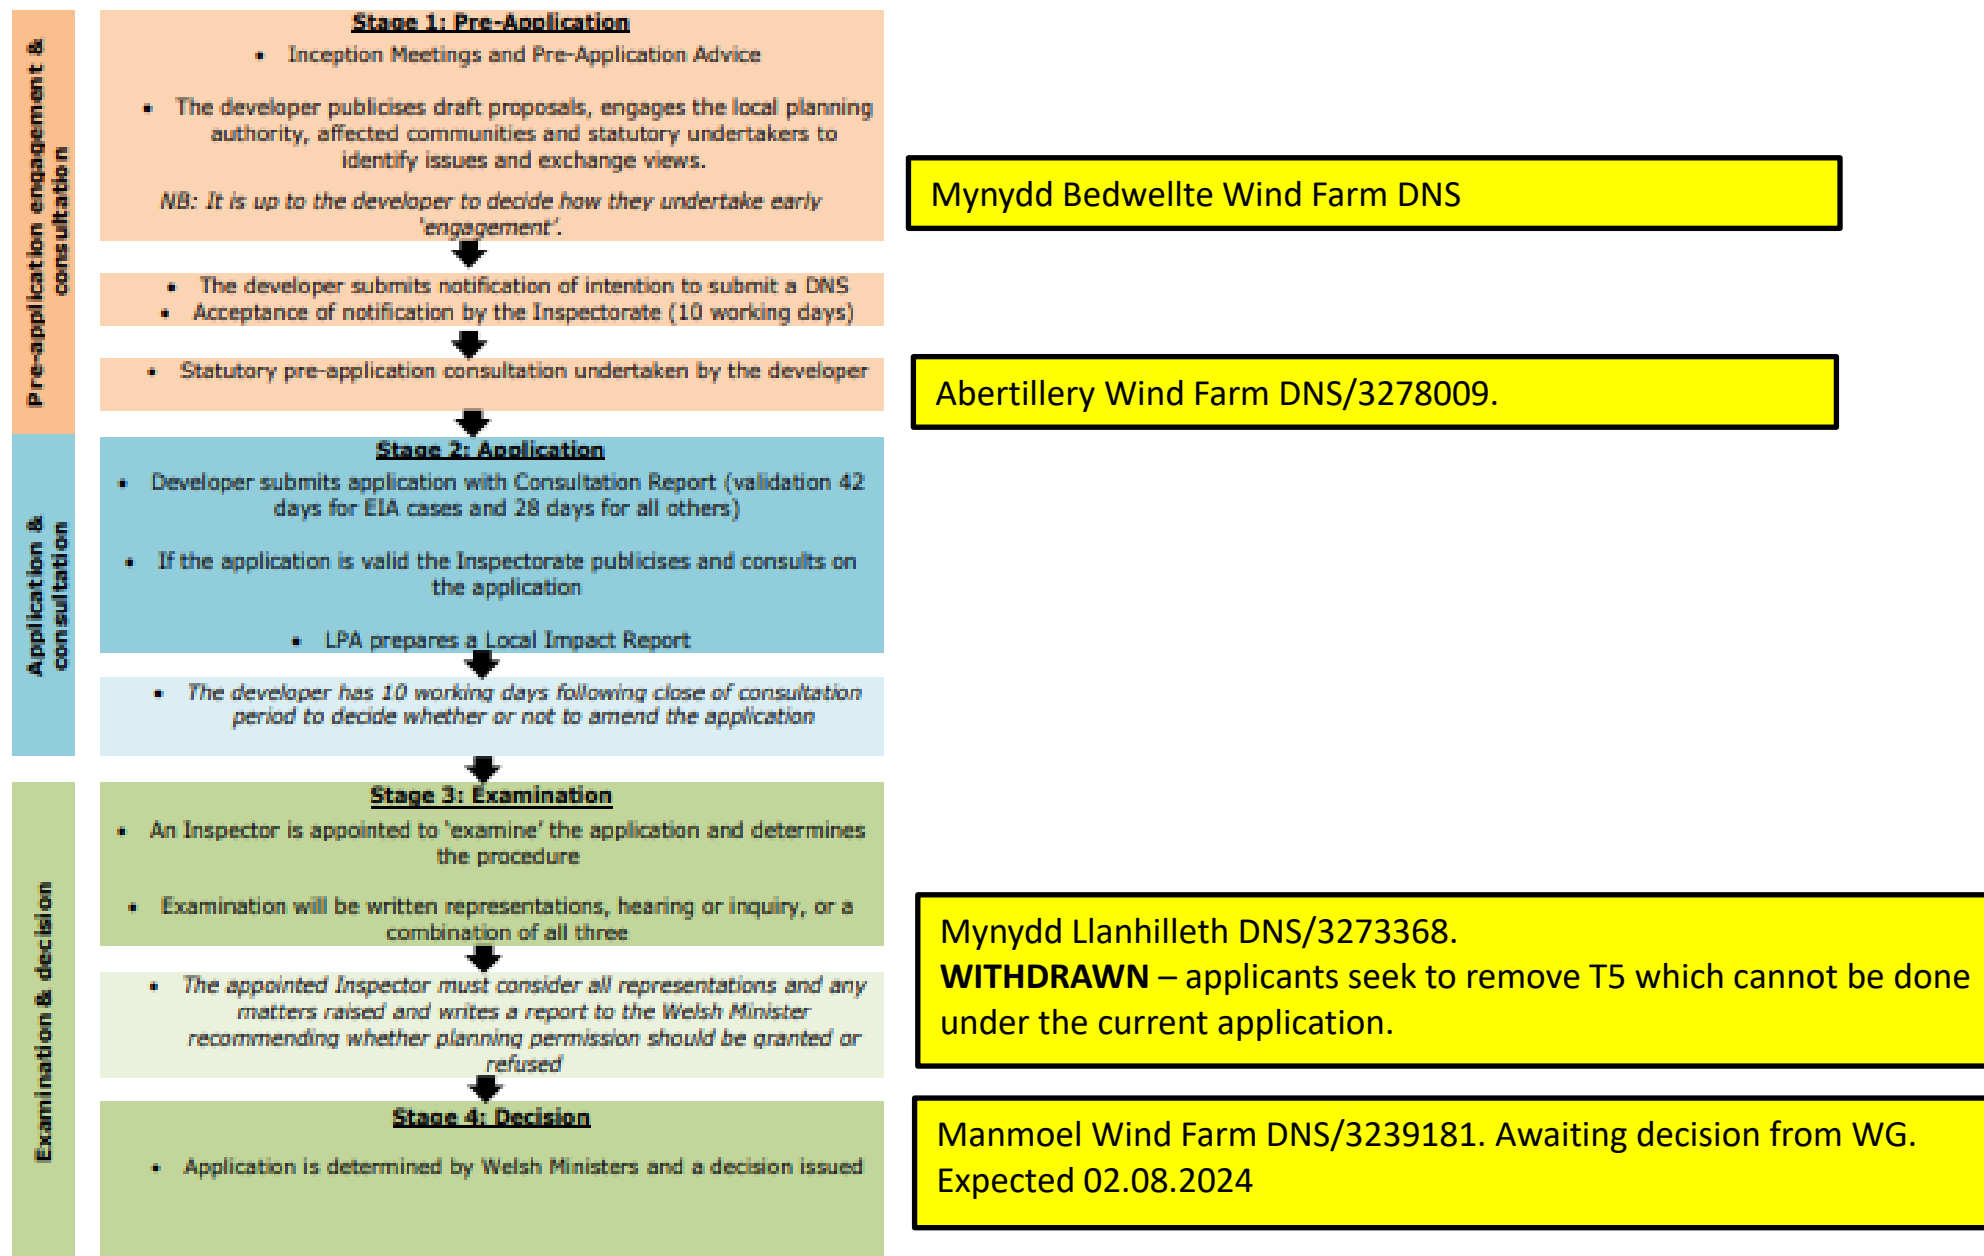 Pre-application engagement &
consultation
Stage 1: Pre-Application
• Inception Meetings and Pre-Application Advice
• The developer publicises draft proposals, engages the local planning
authority, affected communities and statutory undertakers to
identify issues and exchange views.
NB: It is up to the developer to decide how they undertake early
'engagement'.
Mynydd Bedwellte Wind Farm DNS
• The developer submits notification of intention to submit a DNS
• Acceptance of notification by the Inspectorate (10 working days)
• Statutory pre-application consultation undertaken by the developer
Abertillery Wind Farm DNS/3278009.
Application &
consultation
Stage 2: Application
• Developer submits application with Consultation Report (validation 42
days for EIA cases and 28 days for all others)
• If the application is valid the Inspectorate publicises and consults on
the application
• LPA prepares a Local Impact Report
• The developer has 10 working days following close of consultation
period to decide whether or not to amend the application
Examination & decision
Stage 3: Examination
• An Inspector is appointed to 'examine' the application and determines
the procedure
• Examination will be written representations, hearing or inquiry, or a
combination of all three
Mynydd Llanhilleth DNS/3273368.
WITHDRAWN – applicants seek to remove T5 which cannot be done
under the current application.
• The appointed Inspector must consider all representations and any
matters raised and writes a report to the Welsh Minister
recommending whether planning permission should be granted or
refused
Stage 4: Decision
• Application is determined by Welsh Ministers and a decision issued
Manmoel Wind Farm DNS/3239181. Awaiting decision from WG.
Expected 02.08.2024